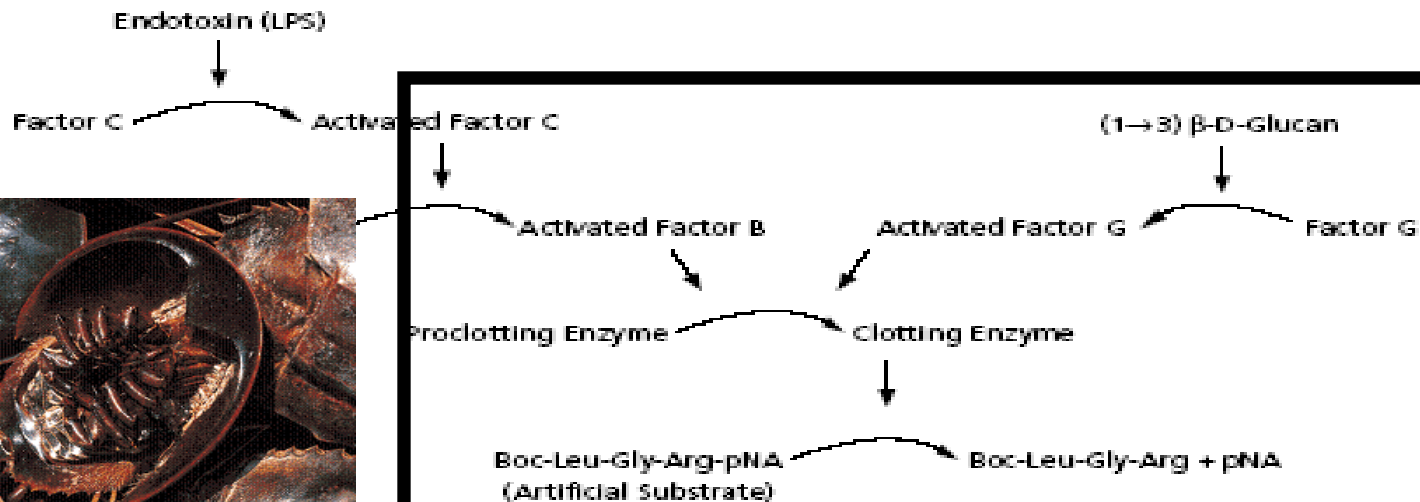 Endotoxin (LPS)
Factor C
Activated Factor C
(1→3) β-D-Glucan
Activated Factor B
Activated Factor G
Factor G
Proclotting Enzyme
Clotting Enzyme
Boc-Leu-Gly-Arg-pNA
(Artificial Substrate)
Boc-Leu-Gly-Arg + pNA